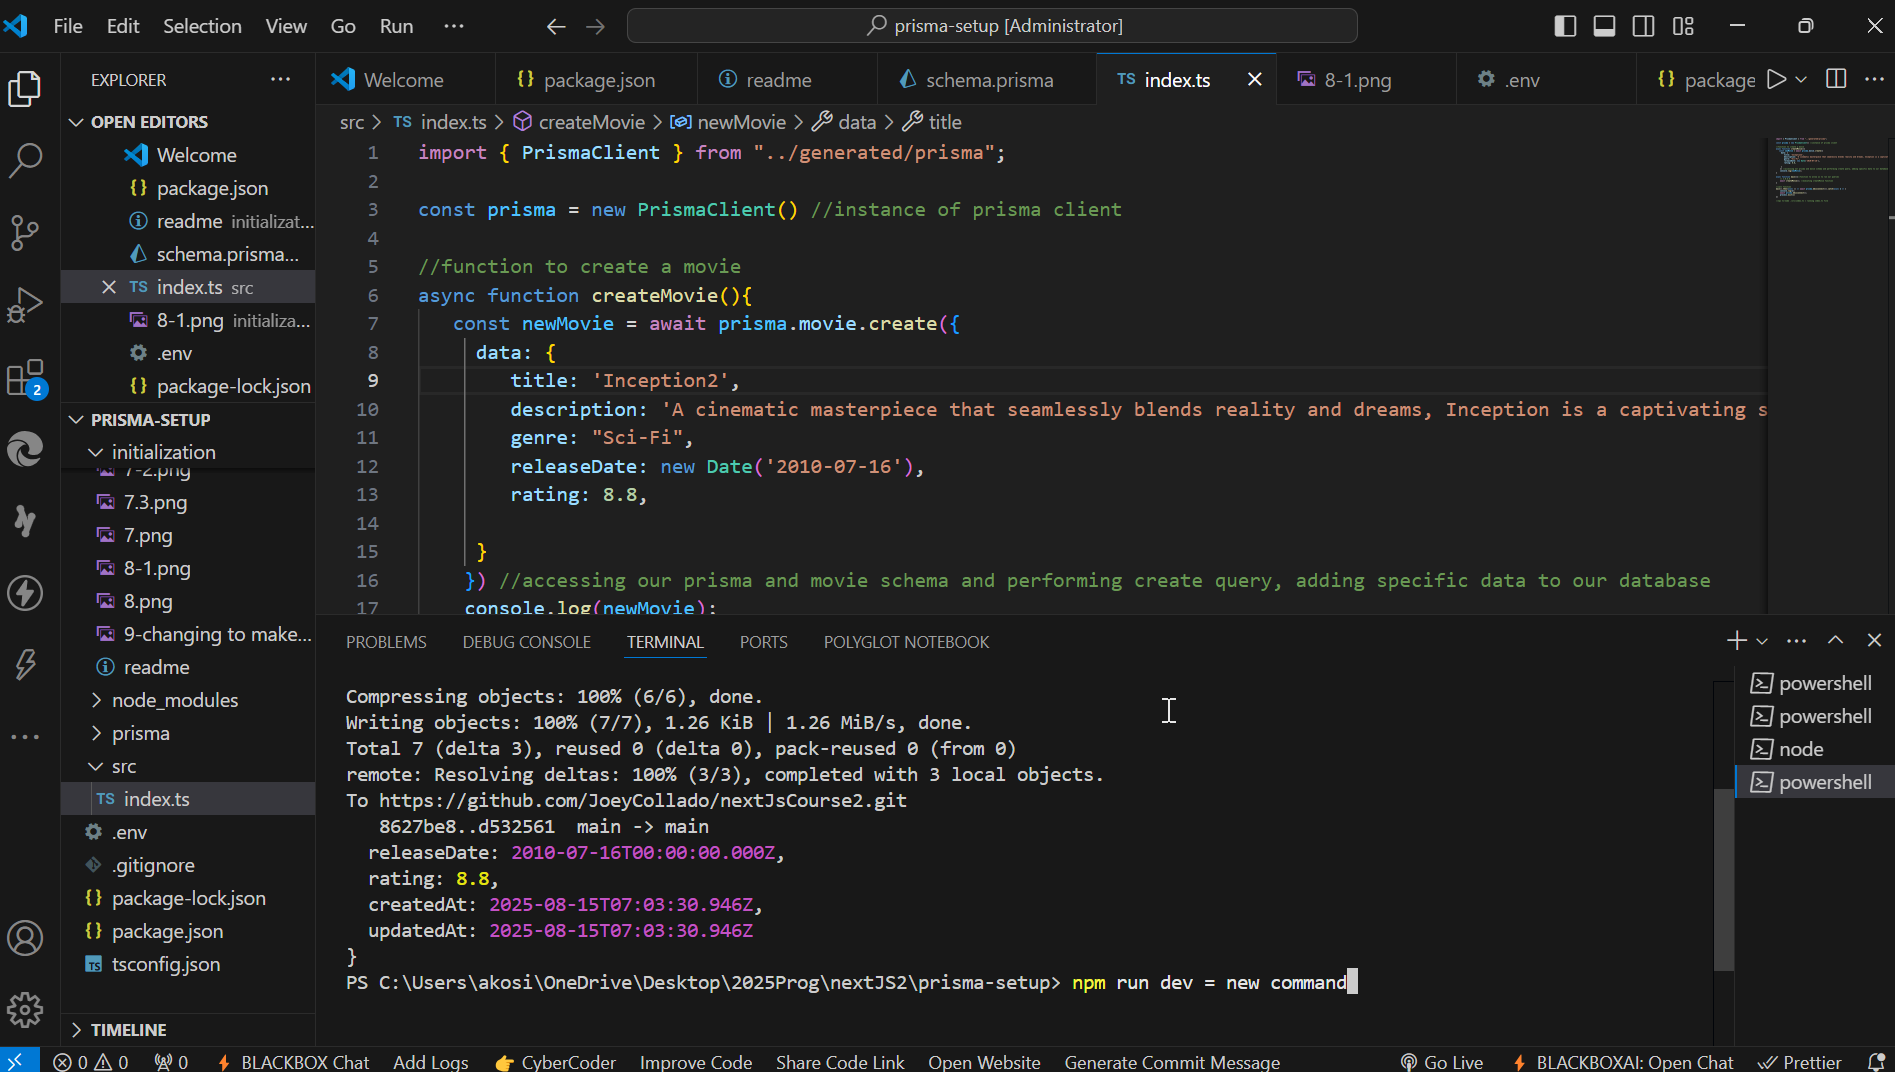 File Edit Selection View Go Run ··· prisma-setup [Administrator]
EXPLORER
Welcome package.json readme schema.prisma TS index.ts 8-1.png .env package
OPEN EDITORS
Welcome
package.json
readme initializat...
schema.prisma...
TS index.ts src
8-1.png initializa...
.env
package-lock.json
PRISMA-SETUP
initialization
7-2.png
7.3.png
7.png
8-1.png
8.png
9-changing to make...
readme
node_modules
prisma
src
TS index.ts
.env
.gitignore
package-lock.json
package.json
TS tsconfig.json
TIMELINE
2
src > TS index.ts > createMovie > newMovie > data > title
1 import { PrismaClient } from "../generated/prisma";
2
3 const prisma = new PrismaClient() //instance of prisma client
4
5 //function to create a movie
6 async function createMovie(){
7 const newMovie = await prisma.movie.create({
8 data: {
9 title: 'Inception2',
10 description: 'A cinematic masterpiece that seamlessly blends reality and dreams, Inception is a captivating s
11 genre: "Sci-Fi",
12 releaseDate: new Date('2010-07-16'),
13 rating: 8.8,
14
15 }
16 }) //accessing our prisma and movie schema and performing create query, adding specific data to our database
17 console.log(newMovie);
PROBLEMS DEBUG CONSOLE TERMINAL PORTS POLYGLOT NOTEBOOK
Compressing objects: 100% (6/6), done.
Writing objects: 100% (7/7), 1.26 KiB | 1.26 MiB/s, done.
Total 7 (delta 3), reused 0 (delta 0), pack-reused 0 (from 0)
remote: Resolving deltas: 100% (3/3), completed with 3 local objects.
To https://github.com/JoeyCollado/nextJsCourse2.git
8627be8..d532561 main -> main
releaseDate: 2010-07-16T00:00:00.000Z,
rating: 8.8,
createdAt: 2025-08-15T07:03:30.946Z,
updatedAt: 2025-08-15T07:03:30.946Z
}
PS C:\Users\akosi\OneDrive\Desktop\2025Prog\nextJS2\prisma-setup> npm run dev = new command
powershell
powershell
node
powershell
0 0 0 BLACKBOX Chat Add Logs CyberCoder Improve Code Share Code Link Open Website Generate Commit Message Go Live BLACKBOXAI: Open Chat Prettier